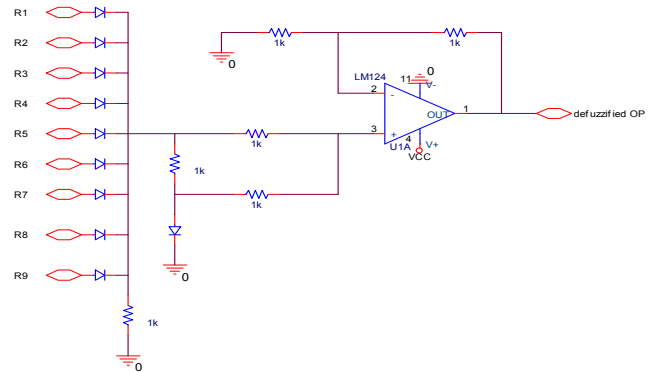 R1
R2
R3
R4
R5
R6
R7
R8
R9
1k
0
0
1k
1k
1k
1k
0
1k
LM124
0
11
V-
2
-
OUT
1
3
+
4
V+
U1A
VCC
defuzzified OP